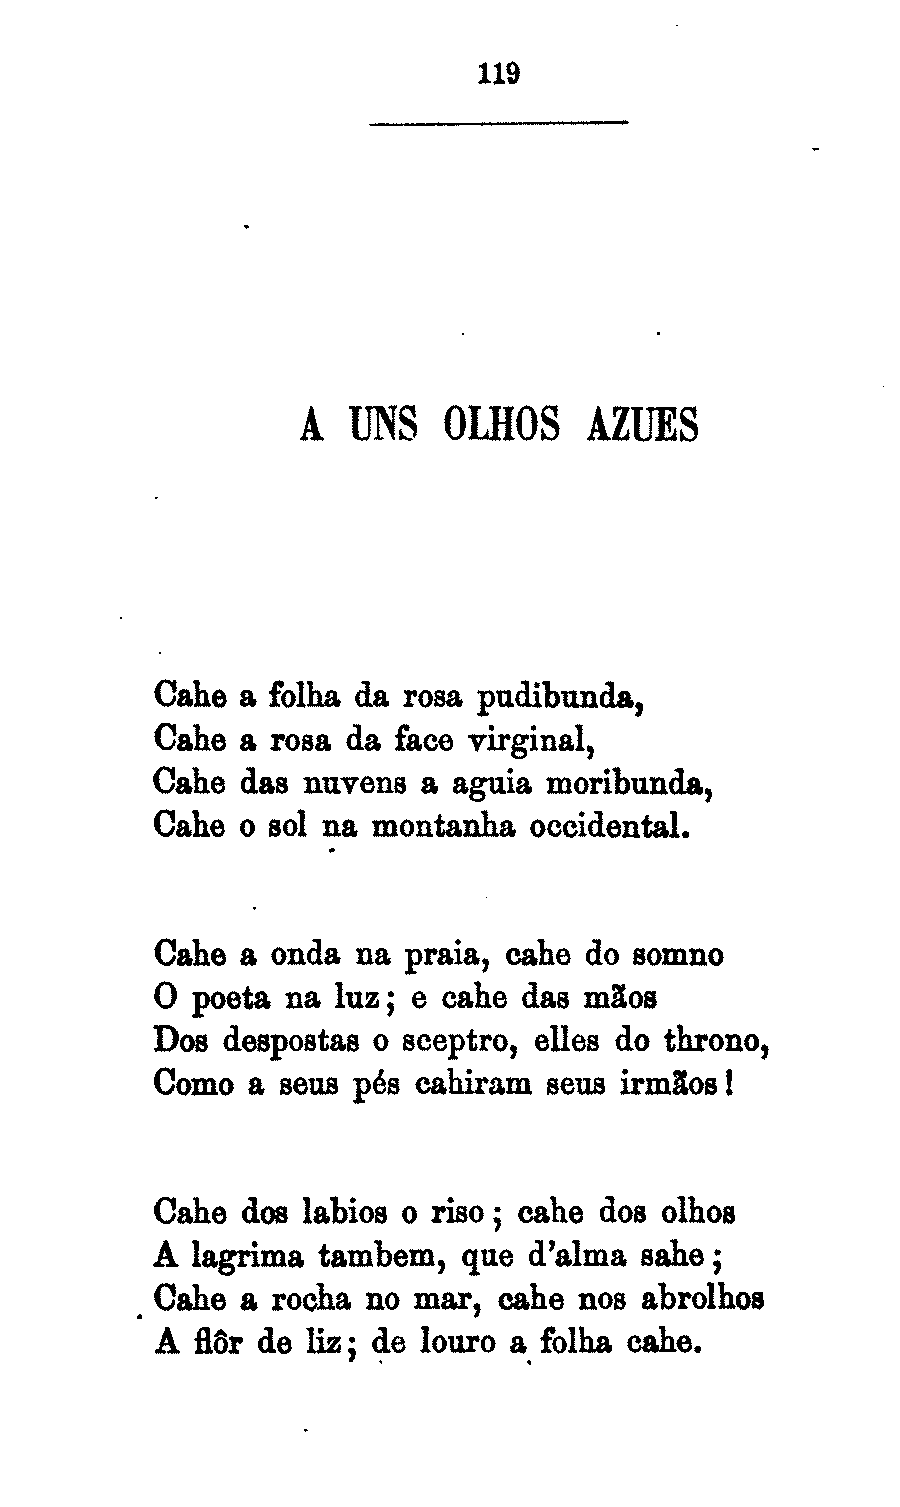 119
A UNS OLHOS AZUES
Cahe a folha da rosa pudibunda,
Cahe a rosa da face virginal,
Cahe das nuvens a aguia moribunda,
Cahe o sol na montanha occidental.
Cahe a onda na praia, cahe do somno
O poeta na luz; e cahe das mãos
Dos despostas o sceptro, elles do throno,
Como a seus pés cahiram seus irmãos!
Cahe dos labios o riso; cahe dos olhos
A lagrima tambem, que d'alma sahe;
Cahe a rocha no mar, cahe nos abrolhos
A flôr de liz; de louro a folha cahe.